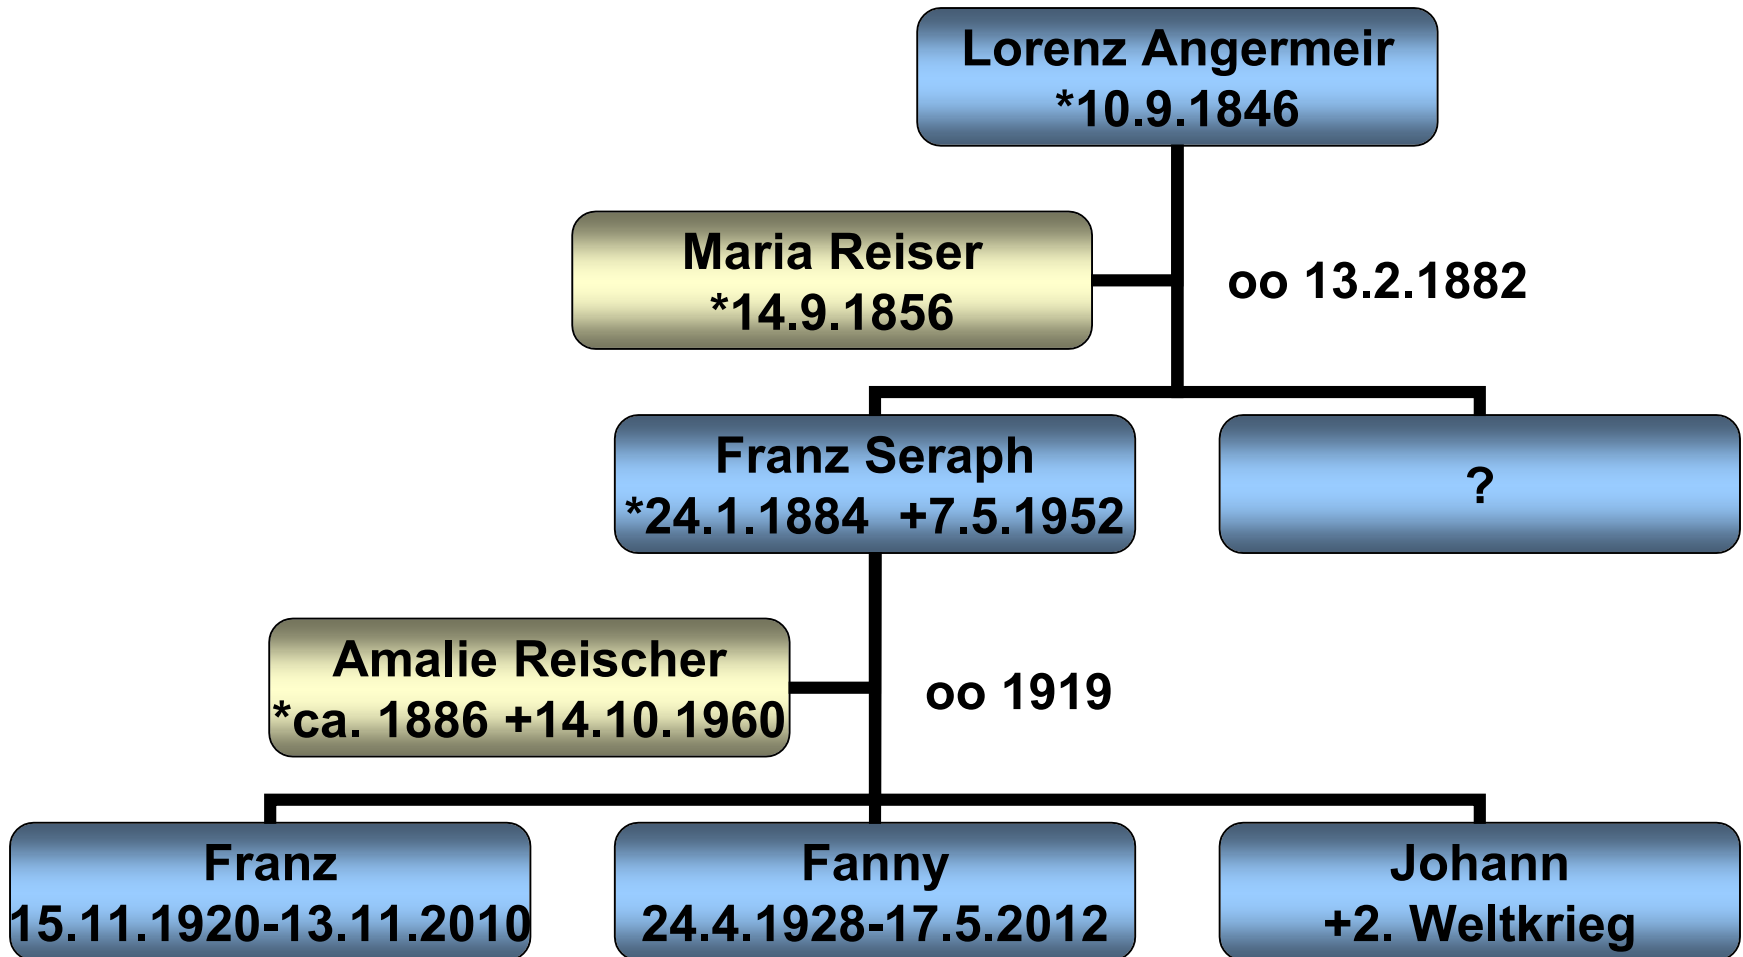 Lorenz Angermeir
*10.9.1846
Maria Reiser
*14.9.1856
oo 13.2.1882
Franz Seraph
*24.1.1884  +7.5.1952
?
Amalie Reischer
*ca. 1886 +14.10.1960
oo 1919
Franz
15.11.1920-13.11.2010
Fanny
24.4.1928-17.5.2012
Johann
+2. Weltkrieg